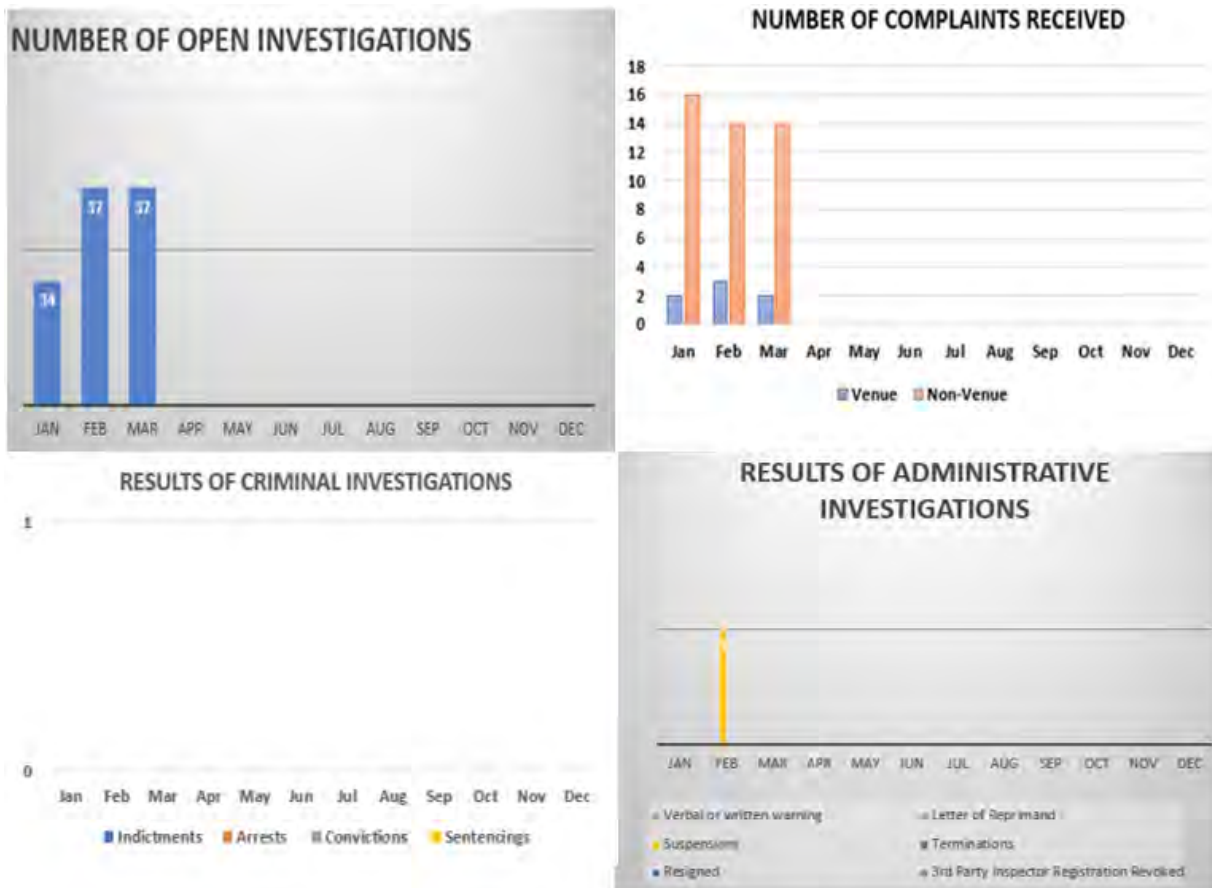 NUMBER OF OPEN INVESTIGATIONS
34 37 37
JAN FEB MAR APR MAY JUN JUL AUG SEP OCT NOV DEC
NUMBER OF COMPLAINTS RECEIVED
18
16
14
12
10
8
6
4
2
0
Jan Feb Mar Apr May Jun Jul Aug Sep Oct Nov Dec
Venue Non-Venue
RESULTS OF CRIMINAL INVESTIGATIONS
1
0
Jan Feb Mar Apr May Jun Jul Aug Sep Oct Nov Dec
Indictments Arrests Convictions Sentencings
RESULTS OF ADMINISTRATIVE
INVESTIGATIONS
JAN FEB MAR APR MAY JUN JUL AUG SEP OCT NOV DEC
Verbal or written warning Letter of Reprimand
Suspensions Terminations
Resigned 3rd Party Inspector Registration Revoked